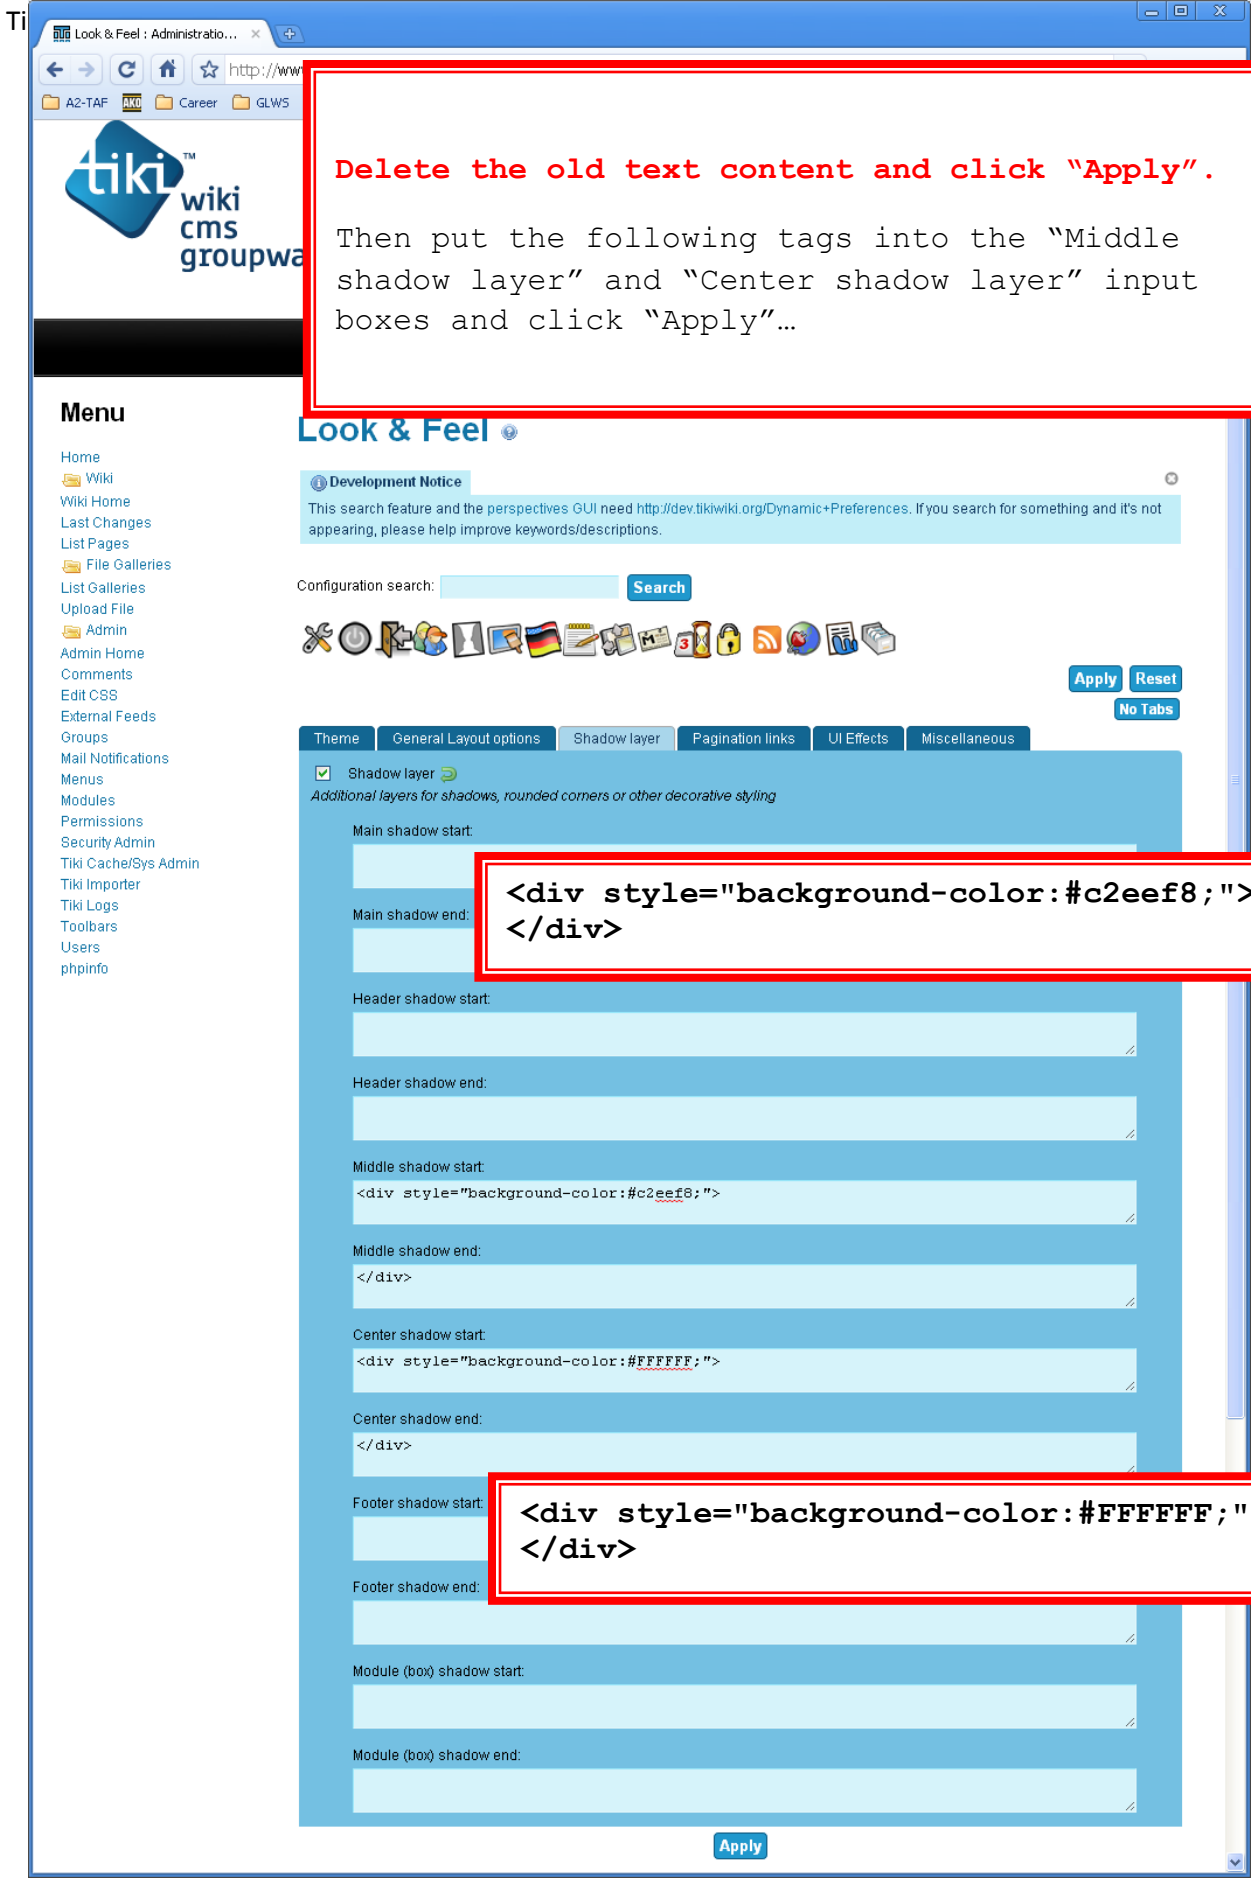 Ti
Look & Feel : Administratio...
http://www
A2-TAF AKO Career GLWS
tiki™
wiki
cms
groupwa
Delete the old text content and click “Apply”.
Then put the following tags into the “Middle
shadow layer” and “Center shadow layer” input
boxes and click “Apply”…
Menu
Home
Wiki
Wiki Home
Last Changes
List Pages
File Galleries
List Galleries
Upload File
Admin
Admin Home
Comments
Edit CSS
External Feeds
Groups
Mail Notifications
Menus
Modules
Permissions
Security Admin
Tiki Cache/Sys Admin
Tiki Importer
Tiki Logs
Toolbars
Users
phpinfo
Look & Feel
Development Notice
This search feature and the perspectives GUI need http://dev.tikiwiki.org/Dynamic+Preferences. If you search for something and it's not
appearing, please help improve keywords/descriptions.
Configuration search: Search
Apply Reset
No Tabs
Theme General Layout options Shadow layer Pagination links UI Effects Miscellaneous
Shadow layer
Additional layers for shadows, rounded corners or other decorative styling
Main shadow start:
<div style="background-color:#c2eef8;">
</div>
Main shadow end:
Header shadow start:
Header shadow end:
Middle shadow start:
<div style="background-color:#c2eef8;">
Middle shadow end:
</div>
Center shadow start:
<div style="background-color:#FFFFFF;">
Center shadow end:
</div>
Footer shadow start:
<div style="background-color:#FFFFFF;"
</div>
Footer shadow end:
Module (box) shadow start:
Module (box) shadow end:
Apply